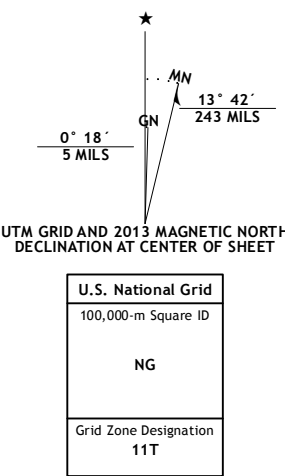 ★
MN
GN
13° 42´
243 MILS
0° 18´
5 MILS
UTM GRID AND 2013 MAGNETIC NORTH
DECLINATION AT CENTER OF SHEET
U.S. National Grid
100,000-m Square ID
NG
Grid Zone Designation
11T